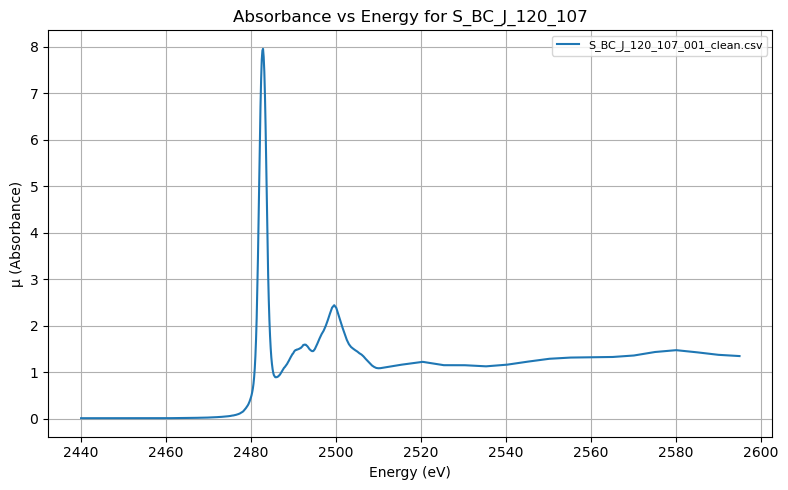 Absorbance vs Energy for S_BC_J_120_107
S_BC_J_120_107_001_clean.csv
μ (Absorbance)
8
7
6
5
4
3
2
1
0
2440 2460 2480 2500 2520 2540 2560 2580 2600
Energy (eV)